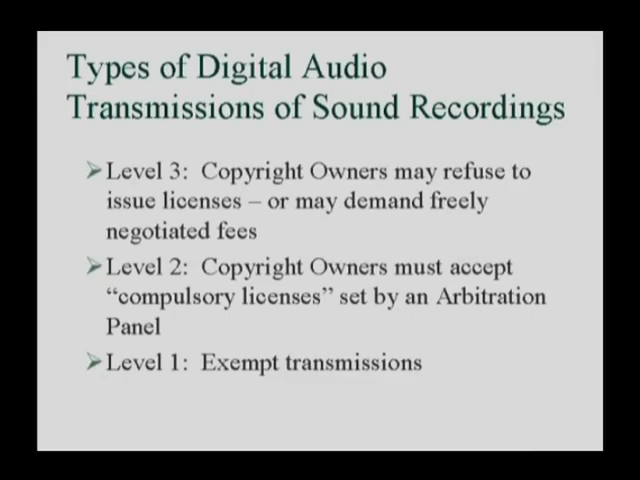 Types of Digital Audio
Transmissions of Sound Recordings
Level 3: Copyright Owners may refuse to
issue licenses – or may demand freely
negotiated fees
Level 2: Copyright Owners must accept
“compulsory licenses” set by an Arbitration
Panel
Level 1: Exempt transmissions